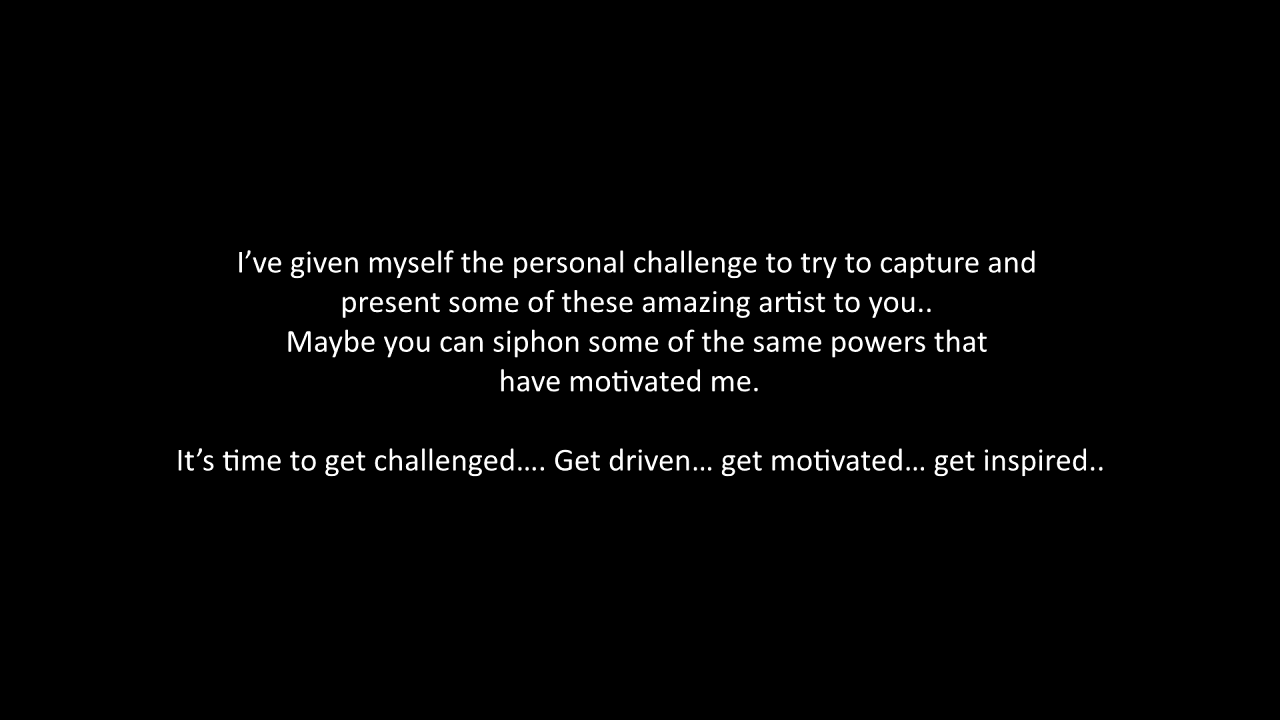 I’ve given myself the personal challenge to try to capture and
present some of these amazing artist to you..
Maybe you can siphon some of the same powers that
have motivated me.
It’s time to get challenged.... Get driven... get motivated... get inspired..